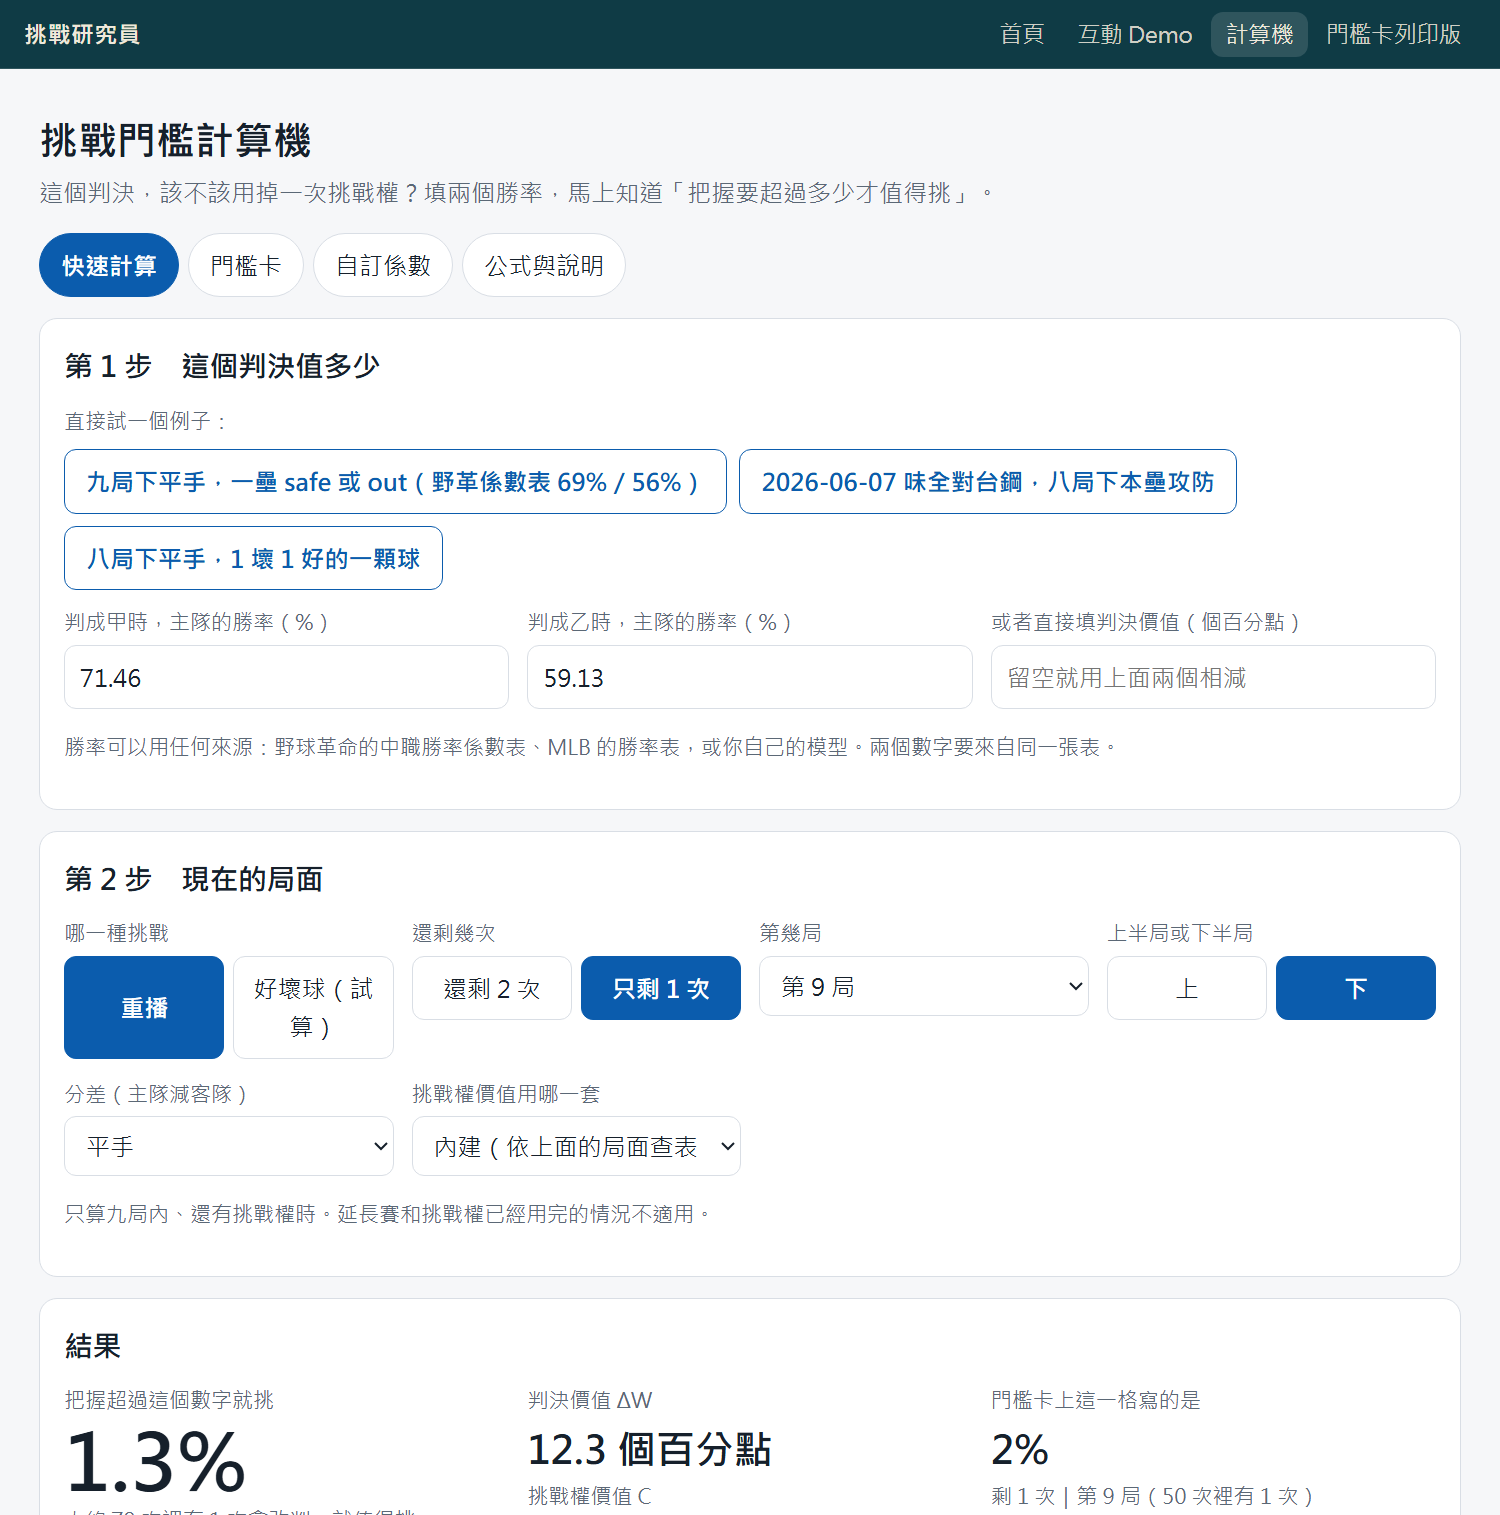 挑戰研究員
首頁 互動 Demo 計算機 門檻卡列印版
挑戰門檻計算機
這個判決，該不該用掉一次挑戰權？填兩個勝率，馬上知道「把握要超過多少才值得挑」。
快速計算 門檻卡 自訂係數 公式與說明
第 1 步　這個判決值多少
直接試一個例子：
九局下平手，一壘 safe 或 out（野革係數表 69% / 56%）
2026-06-07 味全對台鋼，八局下本壘攻防
八局下平手，1 壞 1 好的一顆球
判成甲時，主隊的勝率（%） 判成乙時，主隊的勝率（%） 或者直接填判決價值（個百分點）
71.46 59.13 留空就用上面兩個相減
勝率可以用任何來源：野球革命的中職勝率係數表、MLB 的勝率表，或你自己的模型。兩個數字要來自同一張表。
第 2 步　現在的局面
哪一種挑戰 還剩幾次 第幾局 上半局或下半局
重播 好壞球（試算） 還剩 2 次 只剩 1 次 第 9 局 上 下
分差（主隊減客隊） 挑戰權價值用哪一套
平手 內建（依上面的局面查表
只算九局內、還有挑戰權時。延長賽和挑戰權已經用完的情況不適用。
結果
把握超過這個數字就挑 判決價值 ΔW 門檻卡上這一格寫的是
1.3% 12.3 個百分點 2%
挑戰權價值 C 剩 1 次 | 第 9 局（50 次裡有 1 次）